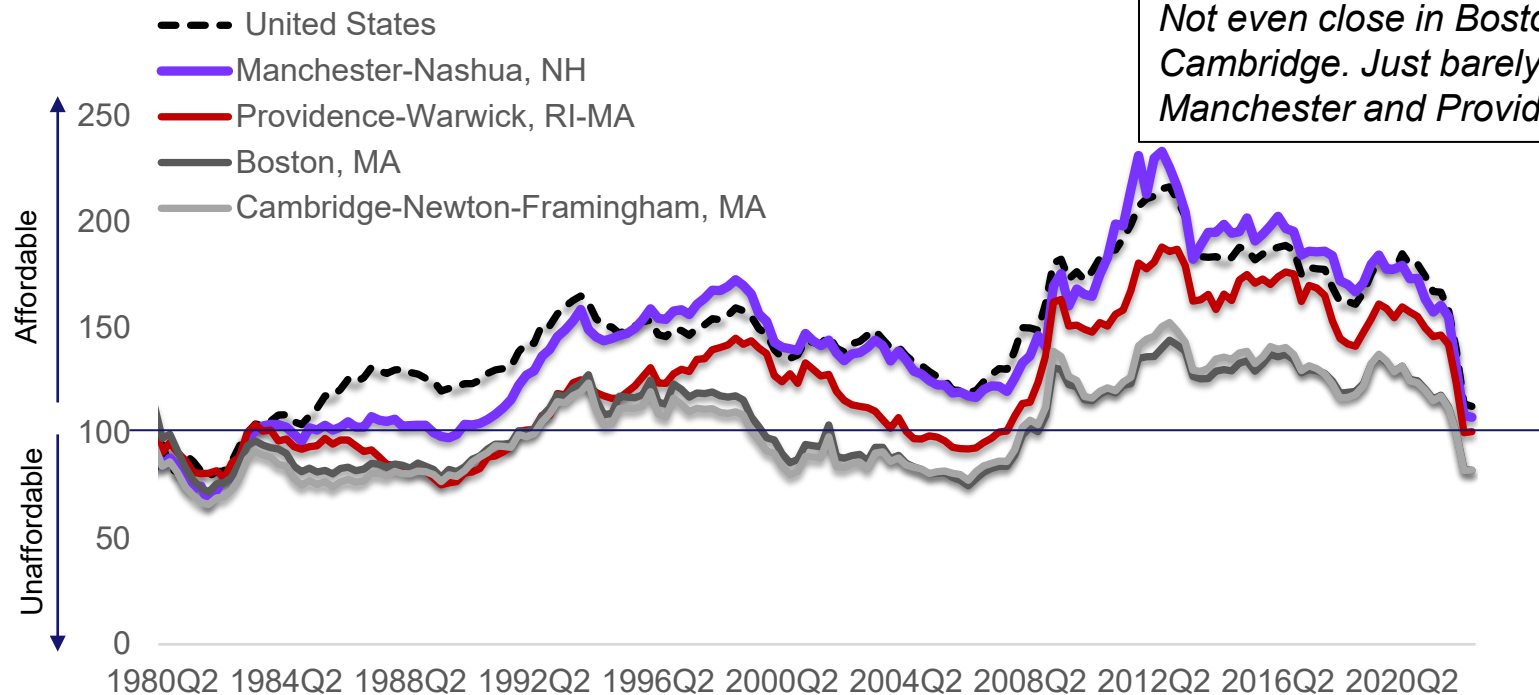 United States
Manchester-Nashua, NH
Providence-Warwick, RI-MA
Boston, MA
Cambridge-Newton-Framingham, MA
Not even close in
Cambridge. Just barely
Manchester and
Affordable
Unaffordable
250
200
150
100
50
0
1980Q2 1984Q2 1988Q2 1992Q2 1996Q2 2000Q2 2004Q2 2008Q2 2012Q2 2016Q2 2020Q2